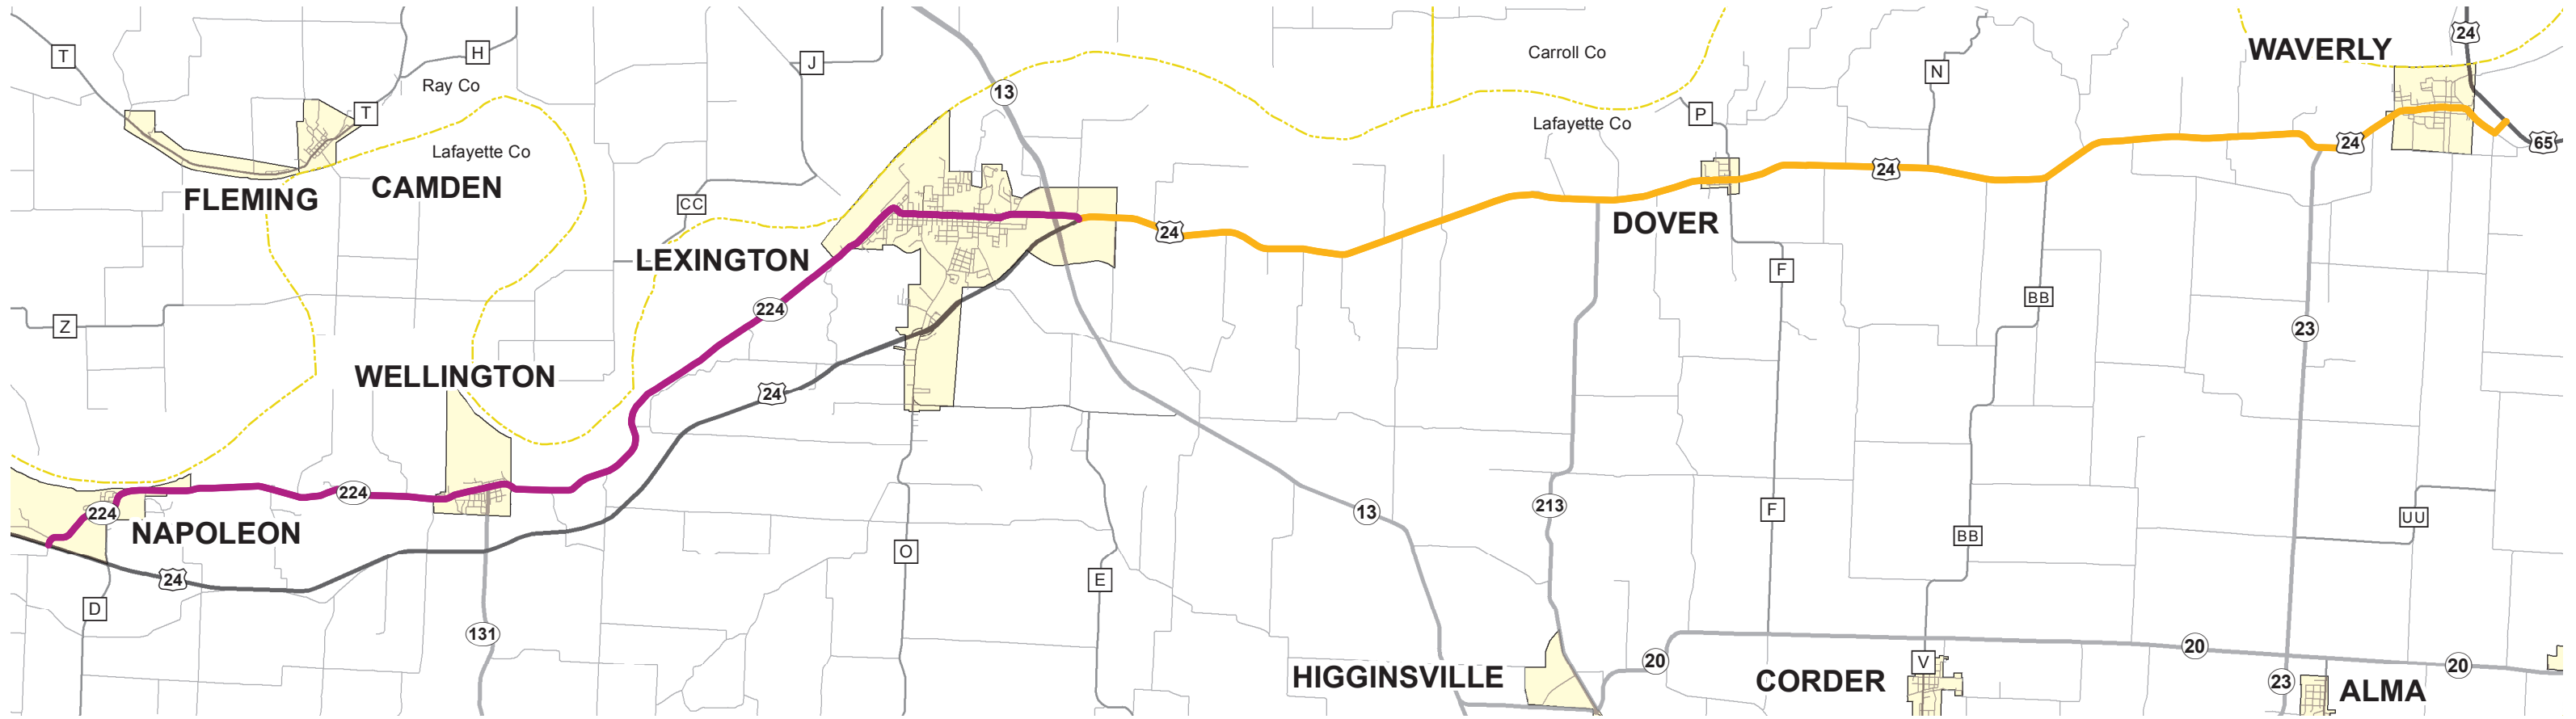 24
WAVERLY
T
H
J
Carroll Co
N
Ray Co
13
T
P
Lafayette Co
24
65
Lafayette Co
24
FLEMING
CAMDEN
CC
DOVER
24
LEXINGTON
F
224
BB
Z
23
WELLINGTON
24
224
224
NAPOLEON
13
213
F
UU
BB
O
24
E
D
131
20
20
V
20
HIGGINSVILLE
CORDER
23
ALMA